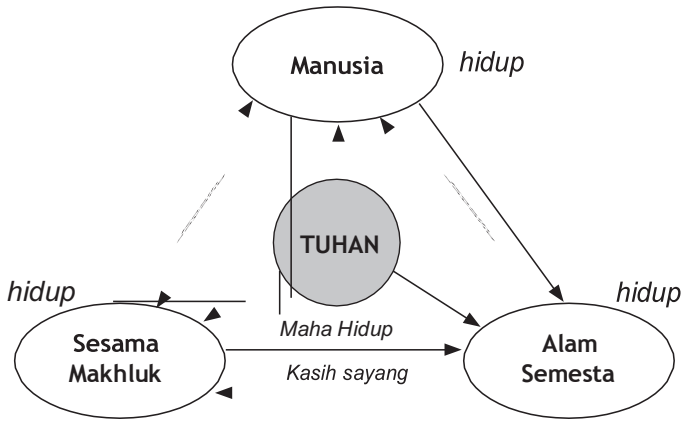 Manusia
hidup
TUHAN
hidup
hidup
Maha Hidup
Sesama
Makhluk
Alam
Semesta
Kasih sayang